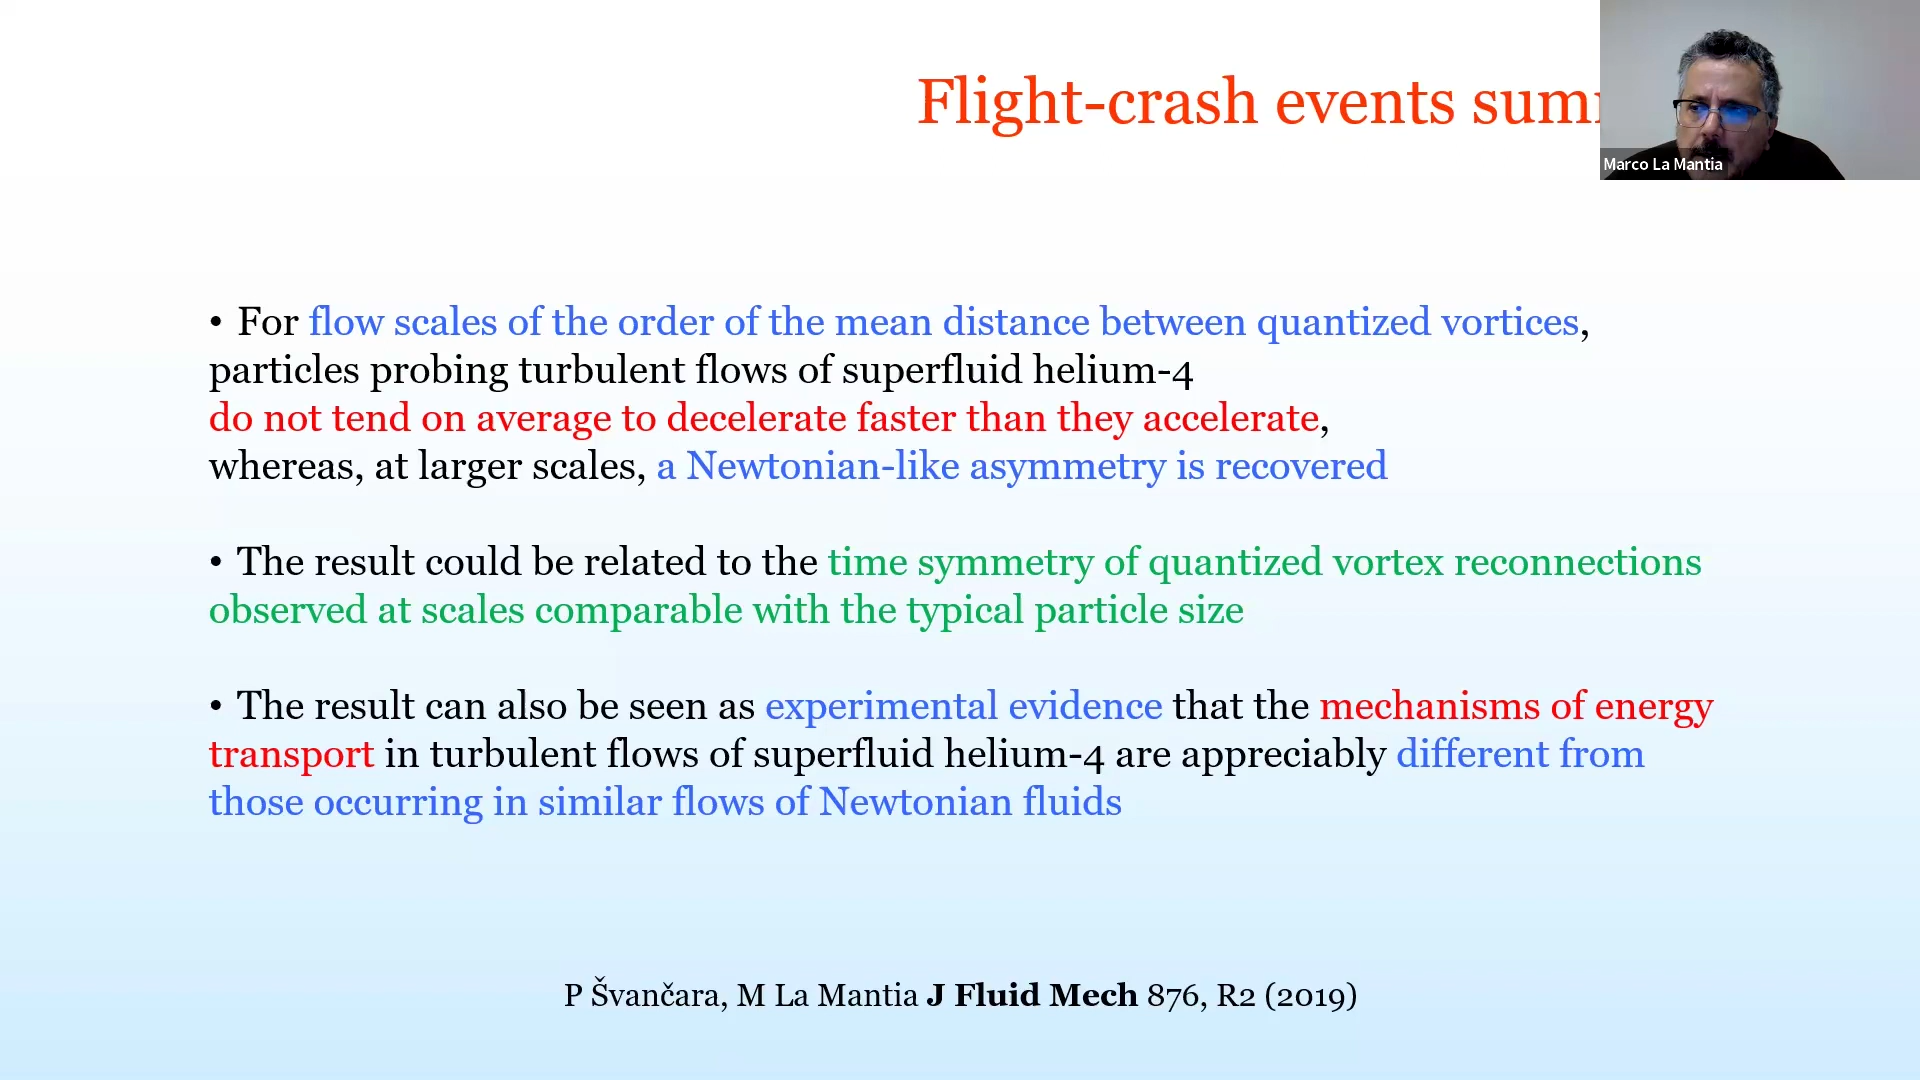 Flight-crash events sum
Marco La Mantia
• For flow scales of the order of the mean distance between quantized vortices,
particles probing turbulent flows of superfluid helium-4
do not tend on average to decelerate faster than they accelerate,
whereas, at larger scales, a Newtonian-like asymmetry is recovered
• The result could be related to the time symmetry of quantized vortex reconnections
observed at scales comparable with the typical particle size
• The result can also be seen as experimental evidence that the mechanisms of energy
transport in turbulent flows of superfluid helium-4 are appreciably different from
those occurring in similar flows of Newtonian fluids
P Švančara, M La Mantia J Fluid Mech 876, R2 (2019)